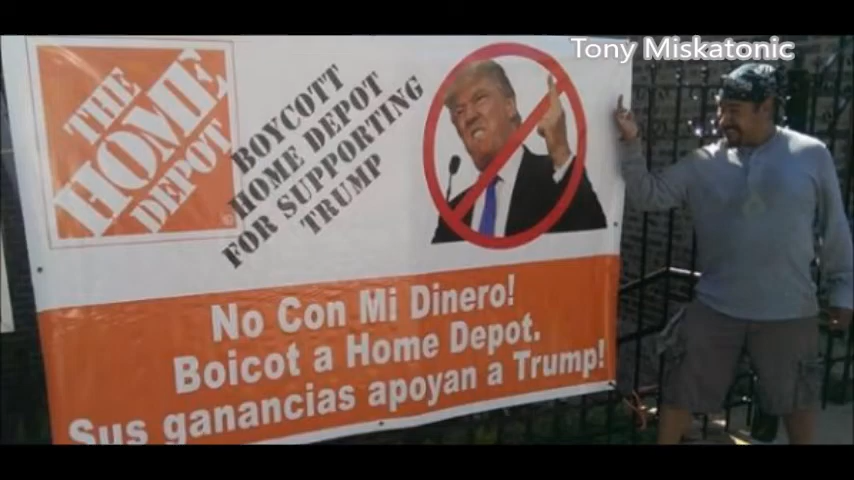 Tony Miskatonic
THE
HOME
DEPOT
BOYCOTT
HOME DEPOT
FOR SUPPORTING
TRUMP
No Con Mi Dinero!
Boicot a Home Depot.
Sus ganancias apoyan a Trump!